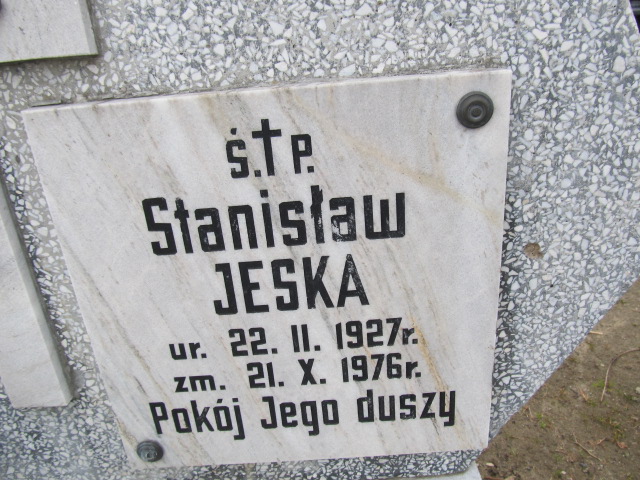 Ś.†P.
Stanisław
JESKA
ur. 22. II. 1927r.
zm. 21. X. 1976r.
Pokój Jego duszy